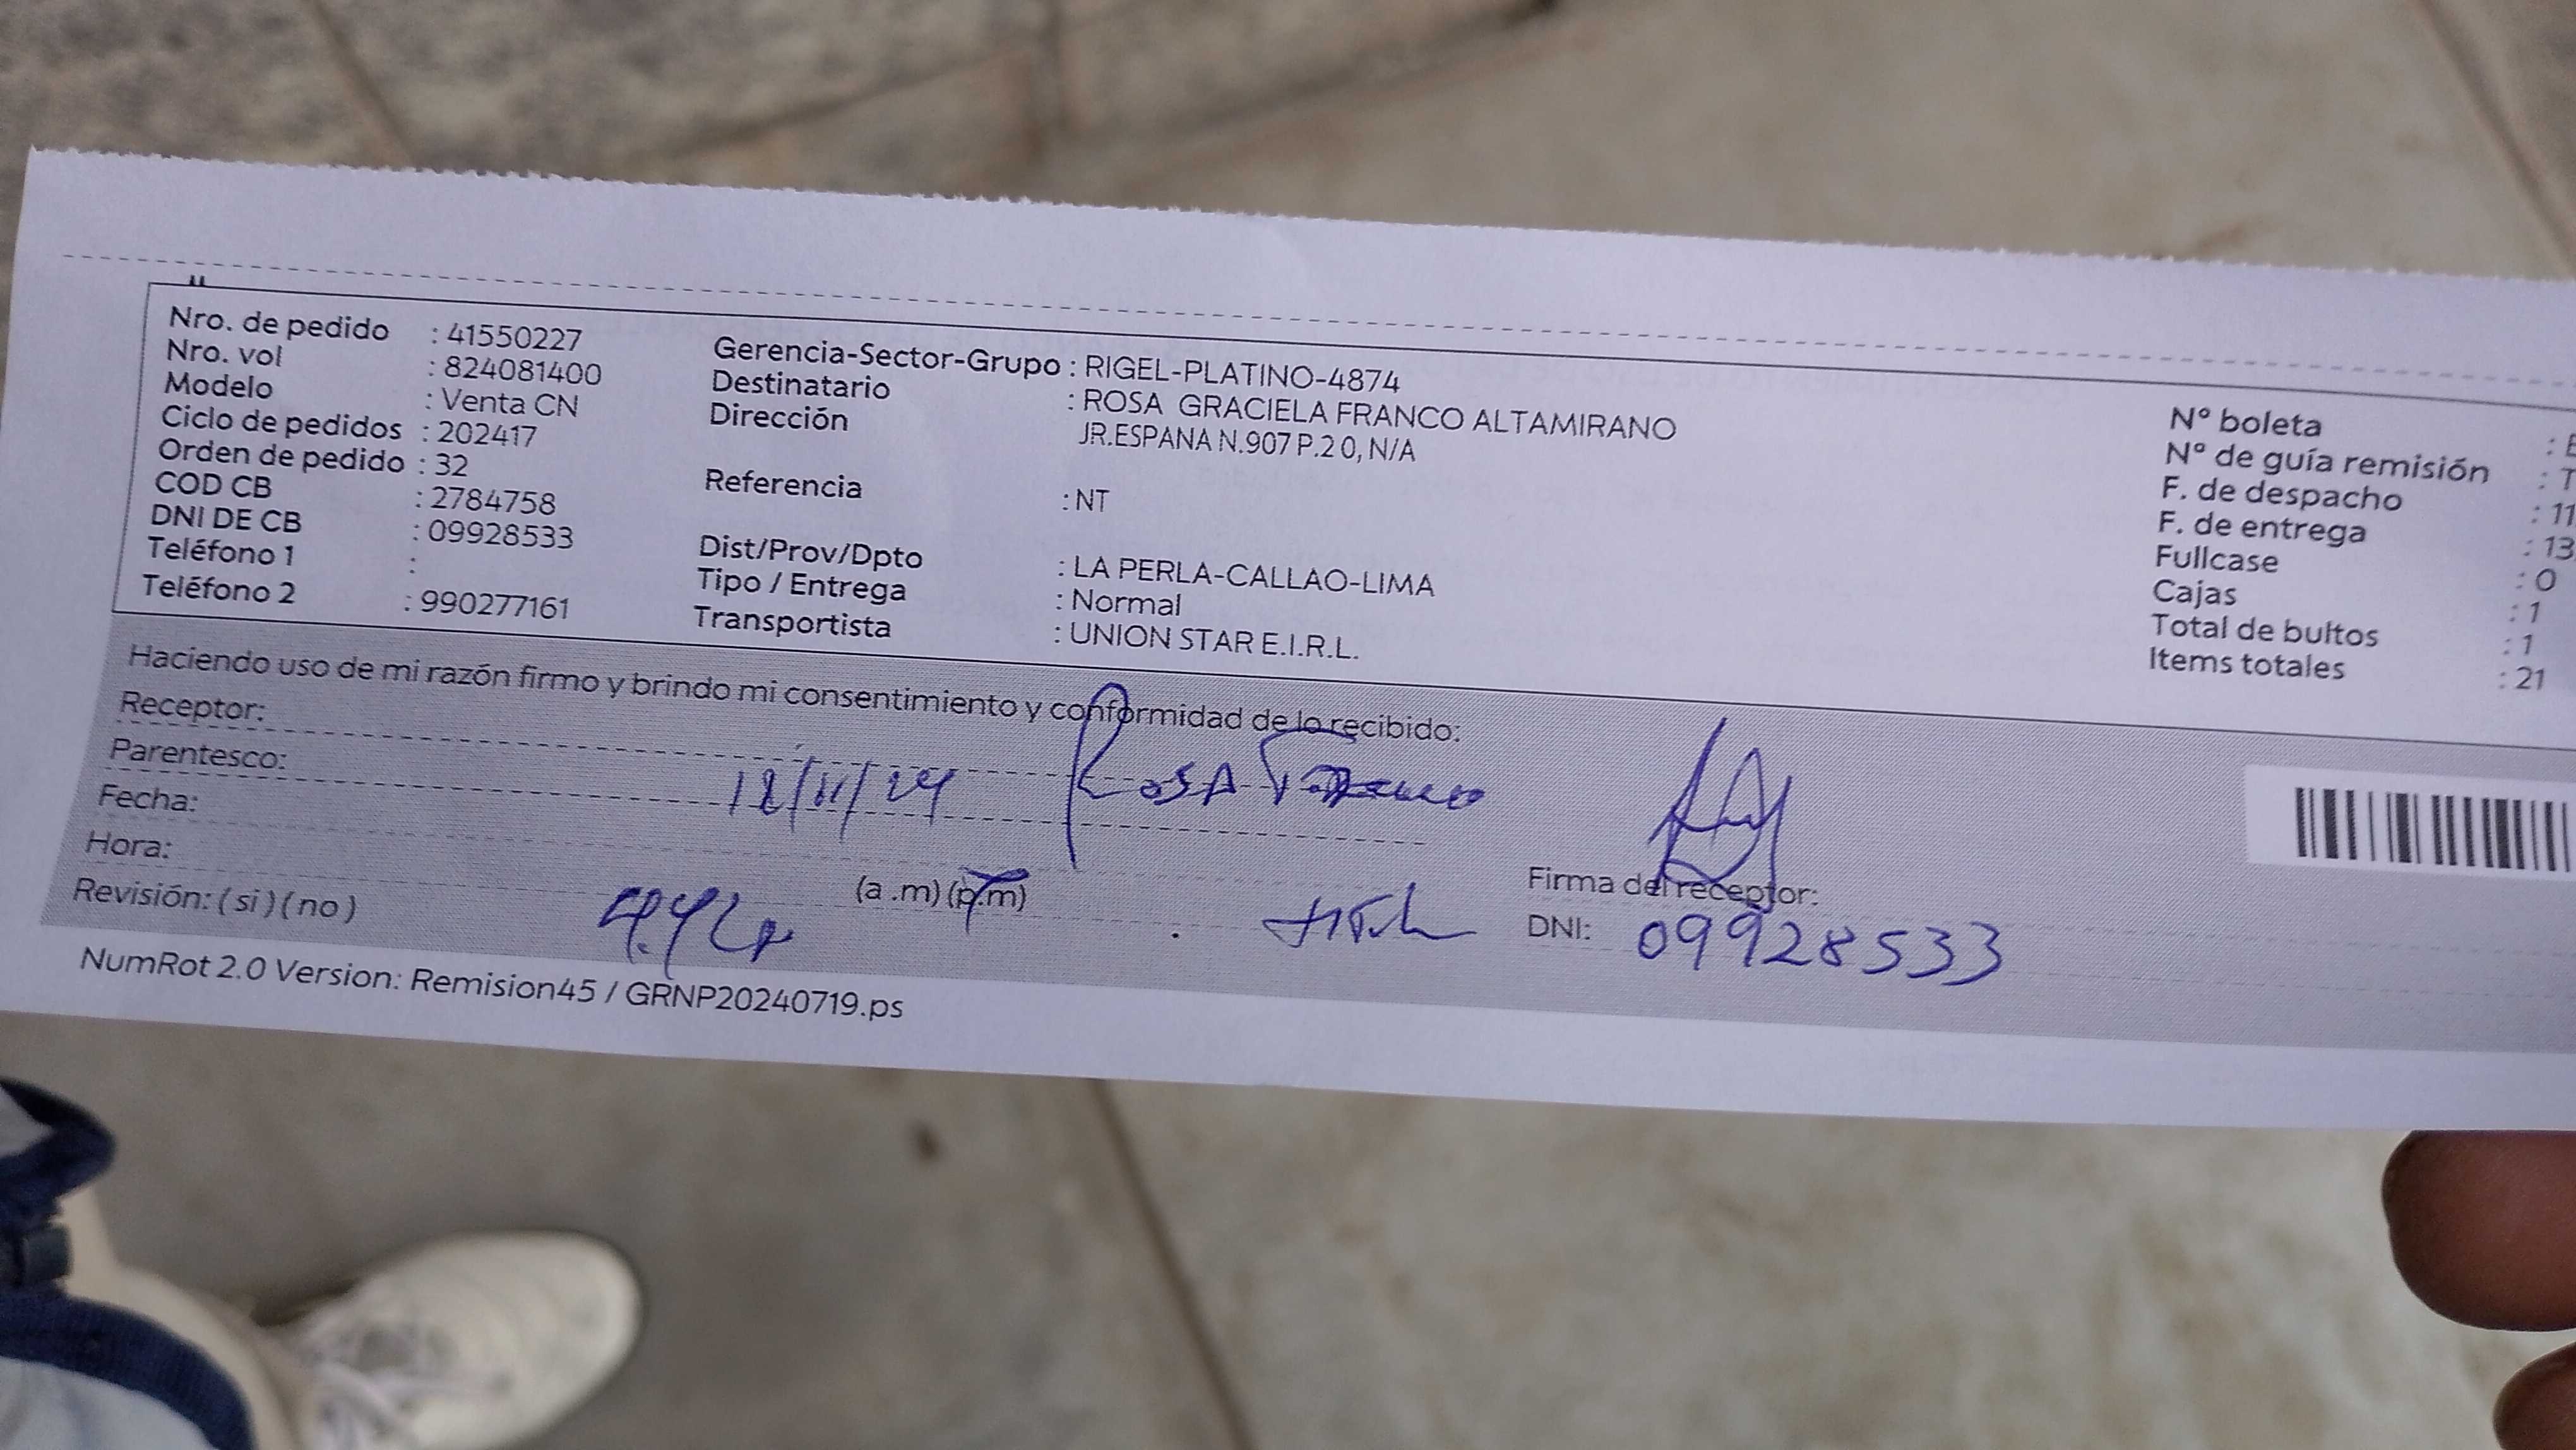 Nro. de pedido : 41550227
Nro. vol : 824081400
Modelo : Venta CN
Ciclo de pedidos : 202417
Orden de pedido : 32
COD CB : 2784758
DNI DE CB : 09928533
Teléfono 1 :
Teléfono 2 : 990277161
Gerencia-Sector-Grupo : RIGEL-PLATINO-4874
Destinatario : ROSA GRACIELA FRANCO ALTAMIRANO
Dirección JR.ESPANA N.907 P.2 0, N/A
Referencia : NT
Dist/Prov/Dpto : LA PERLA-CALLAO-LIMA
Tipo / Entrega : Normal
Transportista : UNION STAR E.I.R.L.
N° boleta :
N° de guía remisión : T
F. de despacho : 11
F. de entrega : 13
Fullcase : 0
Cajas : 1
Total de bultos : 1
Items totales : 21
Haciendo uso de mi razón firmo y brindo mi consentimiento y conformidad de lo recibido:
Receptor: Rosa Franco
Parentesco:
Fecha: 12/11/24
Hora: (a .m) (p.m)
Revisión: ( si ) ( no )
Firma del receptor:
DNI: 09928533
NumRot 2.0 Version: Remision45 / GRNP20240719.ps